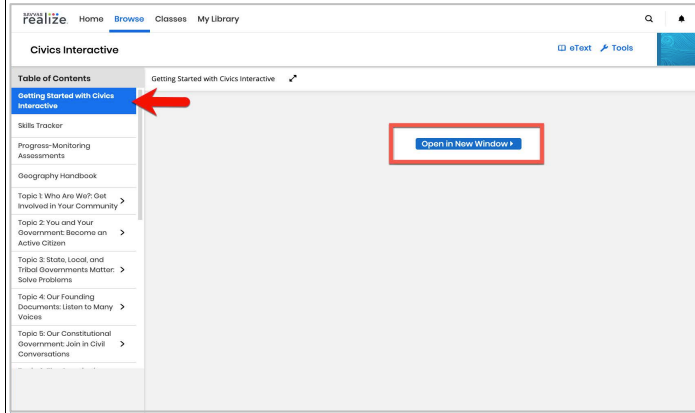 savvas
realize. Home Browse Classes My Library
Civics Interactive
eText Tools
Table of Contents
Getting Started with Civics Interactive
Getting Started with Civics
Interactive
Skills Tracker
Progress-Monitoring
Assessments
Open in New Window
Geography Handbook
Topic 1: Who Are We?: Get
Involved in Your Community
Topic 2: You and Your
Government: Become an
Active Citizen
Topic 3: State, Local, and
Tribal Governments Matter:
Solve Problems
Topic 4: Our Founding
Documents: Listen to Many
Voices
Topic 5: Our Constitutional
Government: Join in Civil
Conversations